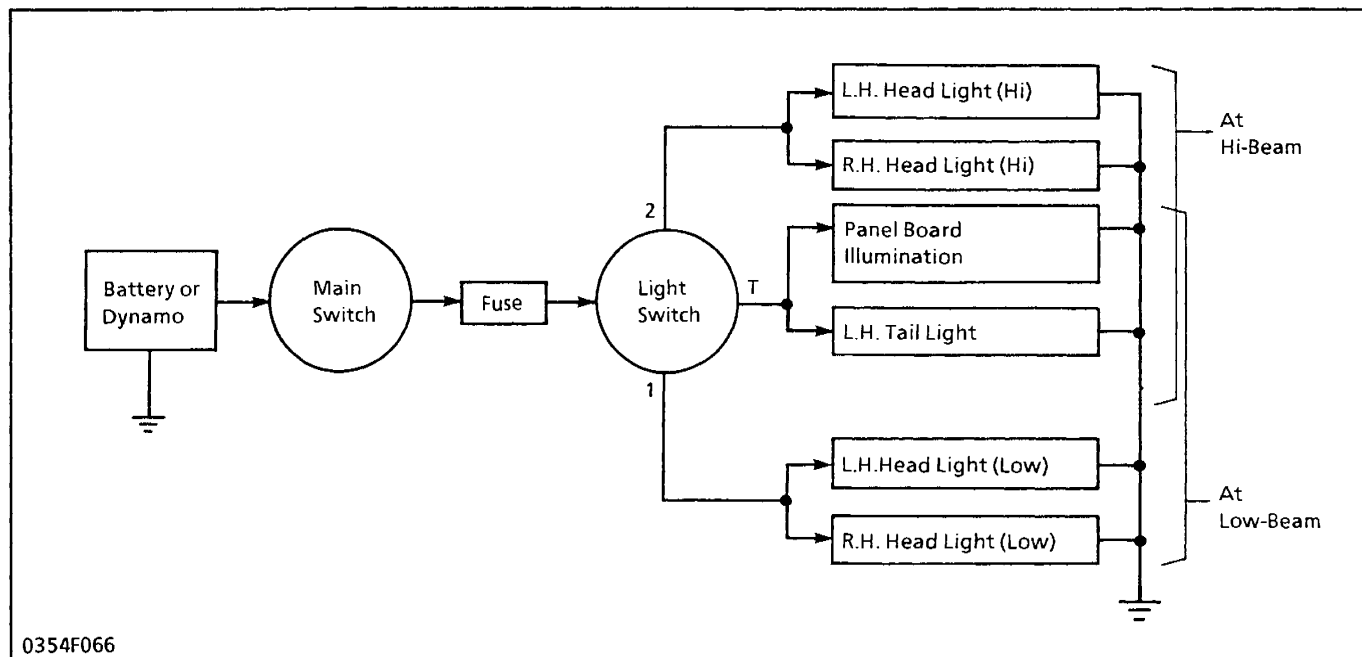 L.H. Head Light (Hi)
R.H. Head Light (Hi)
At
Hi-Beam
2
Panel Board
Illumination
Battery or
Dynamo
Main
Switch
Fuse
Light
Switch
T
L.H. Tail Light
1
L.H.Head Light (Low)
R.H. Head Light (Low)
At
Low-Beam
0354F066